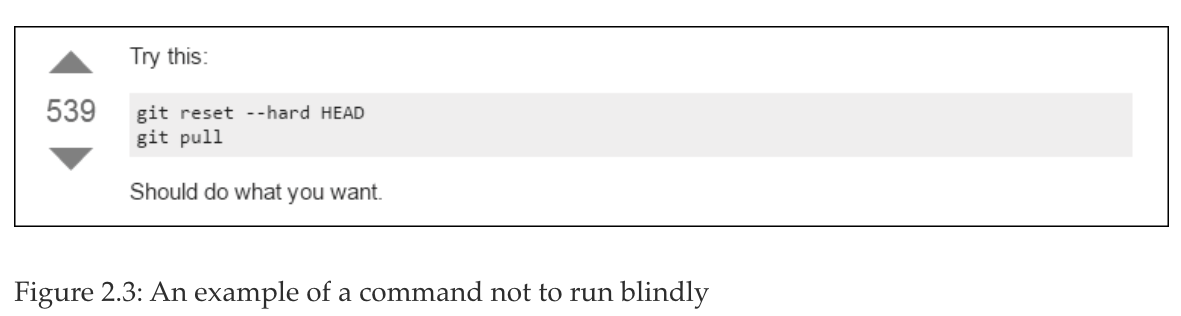 Try this:
539
git reset --hard HEAD
git pull
Should do what you want.
Figure 2.3: An example of a command not to run blindly